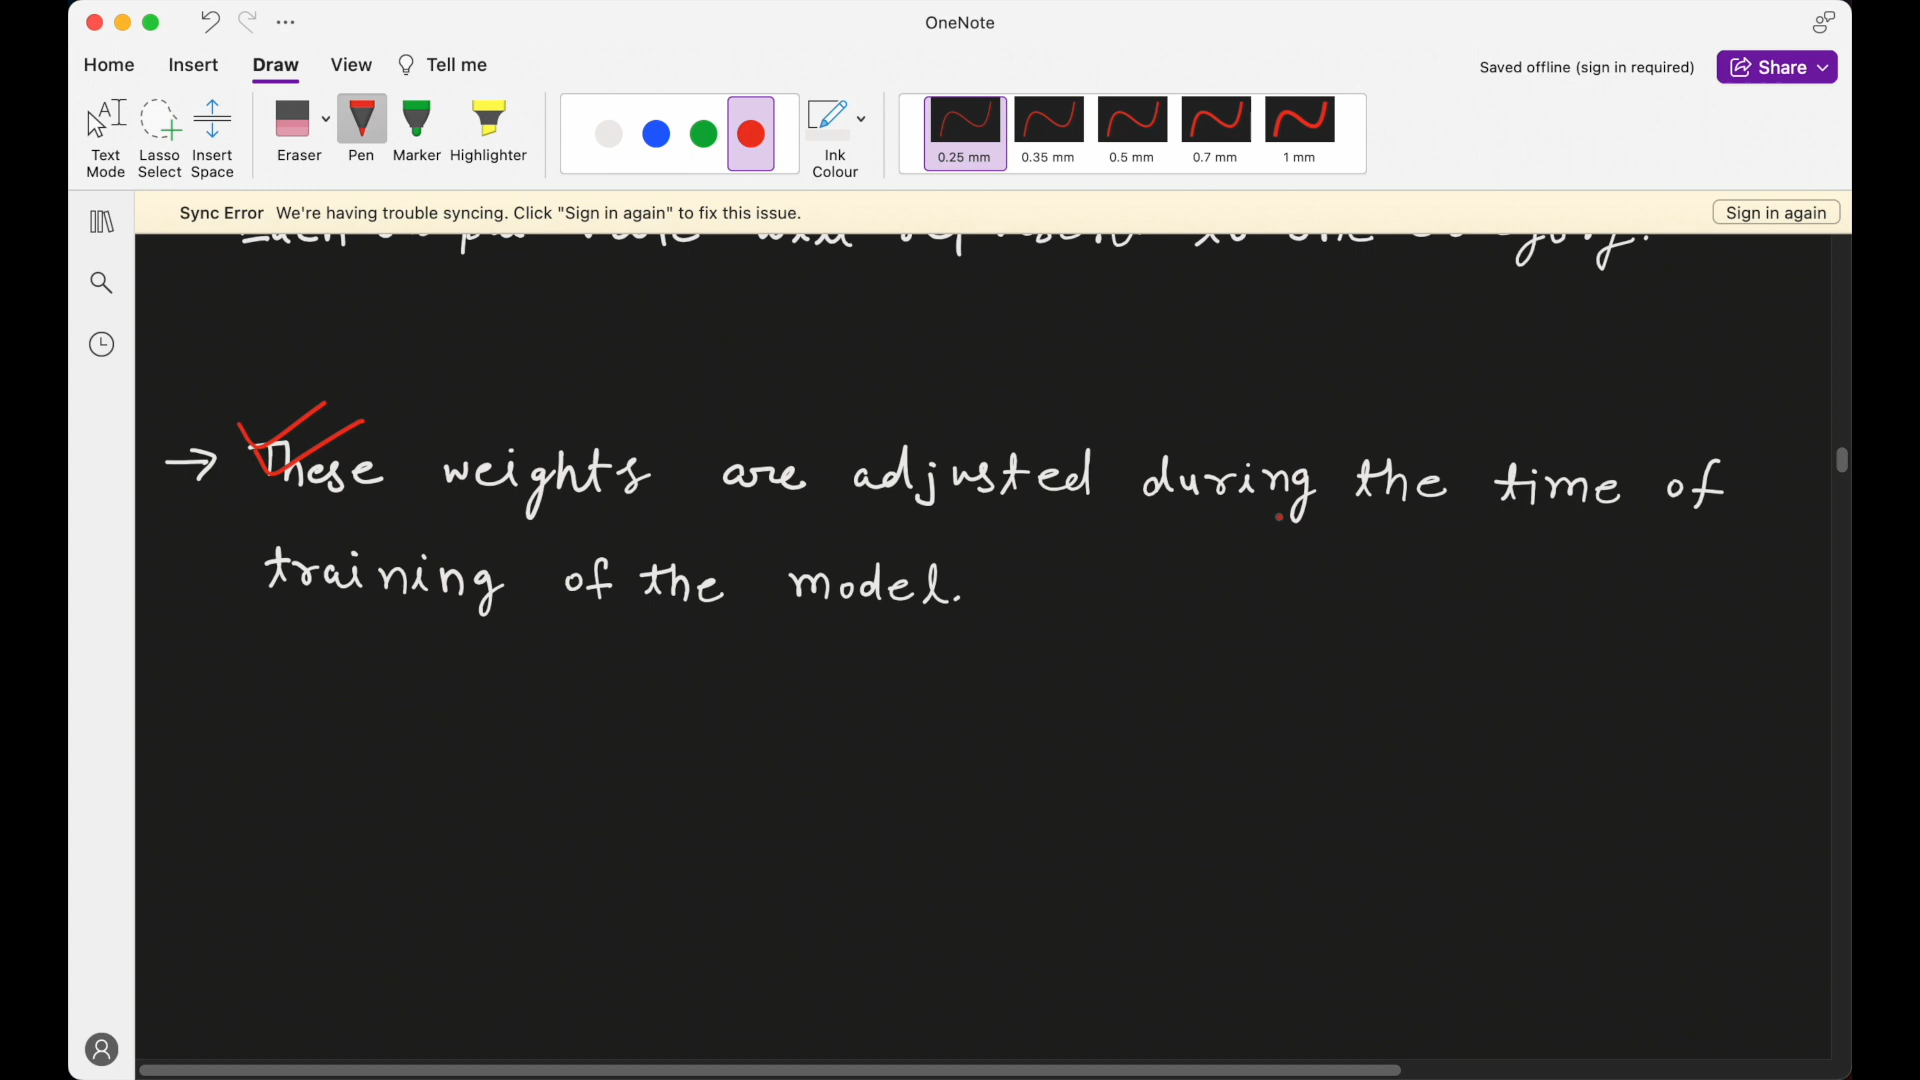 OneNote
Home Insert Draw View Tell me
Saved offline (sign in required) Share
Text Mode
Lasso Select
Insert Space
Eraser
Pen
Marker
Highlighter
Ink Colour
0.25 mm
0.35 mm
0.5 mm
0.7 mm
1 mm
Sync Error We're having trouble syncing. Click "Sign in again" to fix this issue. Sign in again
→ These weights are adjusted during the time of
training of the model.